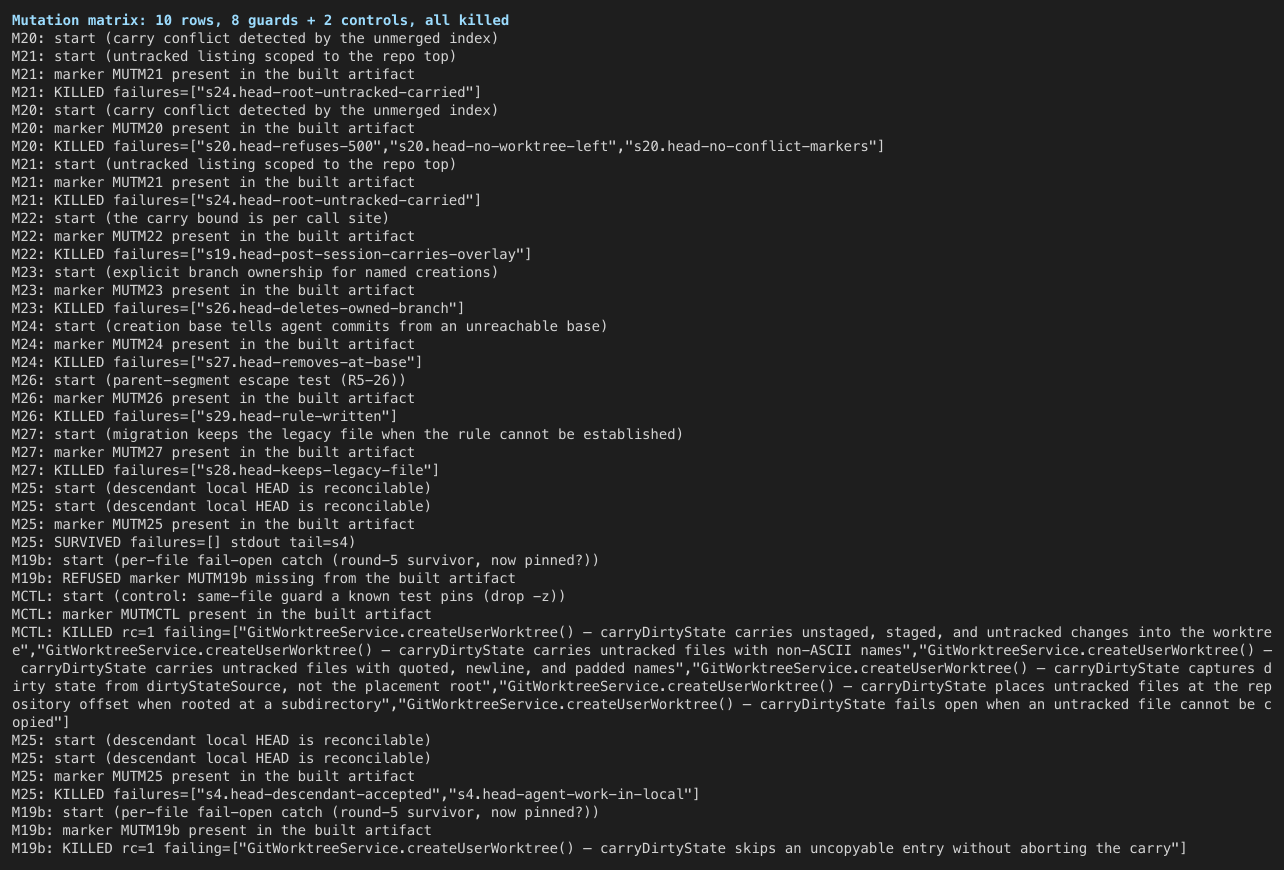 Mutation matrix: 10 rows, 8 guards + 2 controls, all killed
M20: start (carry conflict detected by the unmerged index)
M21: start (untracked listing scoped to the repo top)
M21: marker MUTM21 present in the built artifact
M21: KILLED failures=["s24.head-root-untracked-carried"]
M20: start (carry conflict detected by the unmerged index)
M20: marker MUTM20 present in the built artifact
M20: KILLED failures=["s20.head-refuses-500","s20.head-no-worktree-left","s20.head-no-conflict-markers"]
M21: start (untracked listing scoped to the repo top)
M21: marker MUTM21 present in the built artifact
M21: KILLED failures=["s24.head-root-untracked-carried"]
M22: start (the carry bound is per call site)
M22: marker MUTM22 present in the built artifact
M22: KILLED failures=["s19.head-post-session-carries-overlay"]
M23: start (explicit branch ownership for named creations)
M23: marker MUTM23 present in the built artifact
M23: KILLED failures=["s26.head-deletes-owned-branch"]
M24: start (creation base tells agent commits from an unreachable base)
M24: marker MUTM24 present in the built artifact
M24: KILLED failures=["s27.head-removes-at-base"]
M26: start (parent-segment escape test (R5-26))
M26: marker MUTM26 present in the built artifact
M26: KILLED failures=["s29.head-rule-written"]
M27: start (migration keeps the legacy file when the rule cannot be established)
M27: marker MUTM27 present in the built artifact
M27: KILLED failures=["s28.head-keeps-legacy-file"]
M25: start (descendant local HEAD is reconcilable)
M25: start (descendant local HEAD is reconcilable)
M25: marker MUTM25 present in the built artifact
M25: SURVIVED failures=[] stdout tail=s4)
M19b: start (per-file fail-open catch (round-5 survivor, now pinned?))
M19b: REFUSED marker MUTM19b missing from the built artifact
MCTL: start (control: same-file guard a known test pins (drop -z))
MCTL: marker MUTMCTL present in the built artifact
MCTL: KILLED rc=1 failing=["GitWorktreeService.createUserWorktree() — carryDirtyState carries unstaged, staged, and untracked changes into the worktre
e","GitWorktreeService.createUserWorktree() — carryDirtyState carries untracked files with non-ASCII names","GitWorktreeService.createUserWorktree() —
 carryDirtyState carries untracked files with quoted, newline, and padded names","GitWorktreeService.createUserWorktree() — carryDirtyState captures d
irty state from dirtyStateSource, not the placement root","GitWorktreeService.createUserWorktree() — carryDirtyState places untracked files at the rep
ository offset when rooted at a subdirectory","GitWorktreeService.createUserWorktree() — carryDirtyState fails open when an untracked file cannot be c
opied"]
M25: start (descendant local HEAD is reconcilable)
M25: start (descendant local HEAD is reconcilable)
M25: marker MUTM25 present in the built artifact
M25: KILLED failures=["s4.head-descendant-accepted","s4.head-agent-work-in-local"]
M19b: start (per-file fail-open catch (round-5 survivor, now pinned?))
M19b: marker MUTM19b present in the built artifact
M19b: KILLED rc=1 failing=["GitWorktreeService.createUserWorktree() — carryDirtyState skips an uncopyable entry without aborting the carry"]